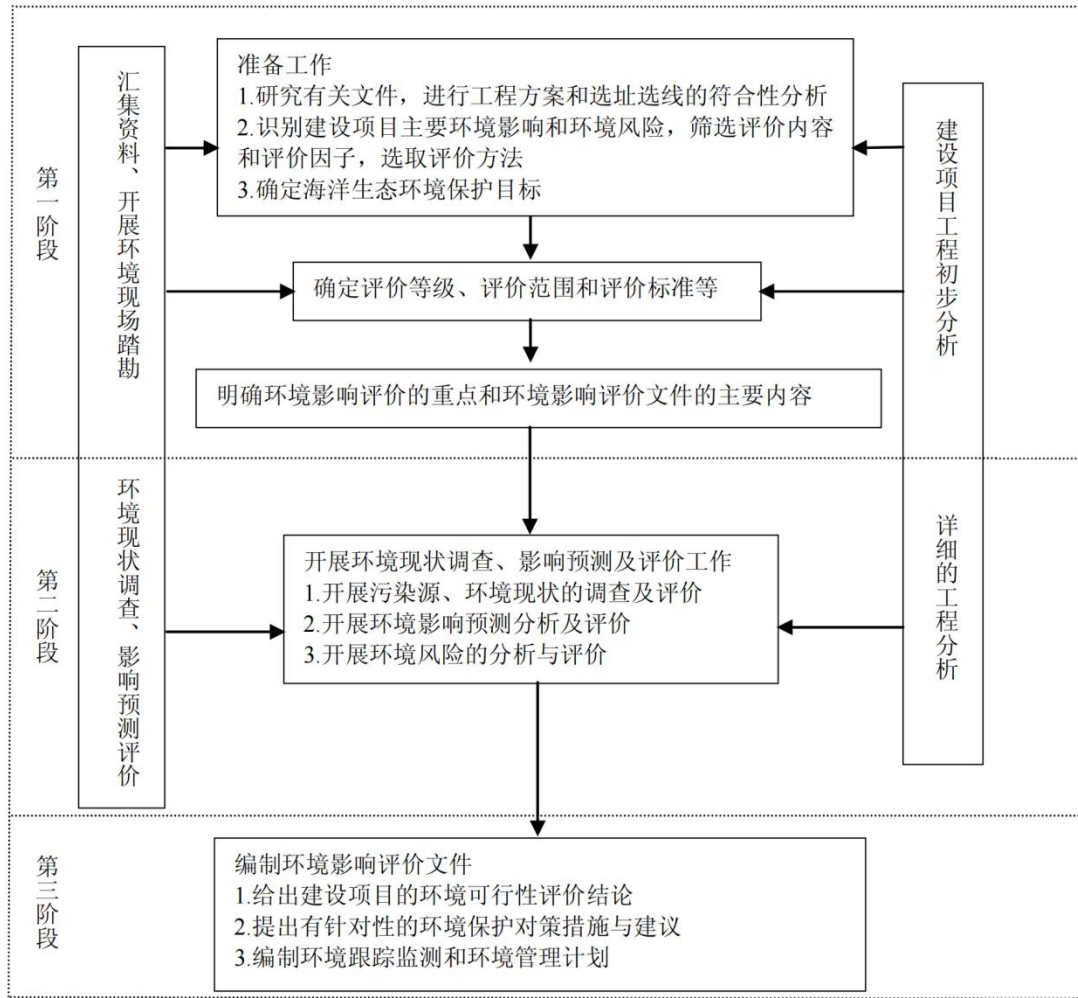 第一阶段
汇集资料、开展环境现场踏勘
准备工作
1.研究有关文件，进行工程方案和选址选线的符合性分析
2.识别建设项目主要环境影响和环境风险，筛选评价内容
和评价因子，选取评价方法
3.确定海洋生态环境保护目标
确定评价等级、评价范围和评价标准等
明确环境影响评价的重点和环境影响评价文件的主要内容
建设项目工程初步分析
第二阶段
环境现状调查、影响预测评价
开展环境现状调查、影响预测及评价工作
1.开展污染源、环境现状的调查及评价
2.开展环境影响预测分析及评价
3.开展环境风险的分析与评价
详细的工程分析
第三阶段
编制环境影响评价文件
1.给出建设项目的环境可行性评价结论
2.提出有针对性的环境保护对策措施与建议
3.编制环境跟踪监测和环境管理计划